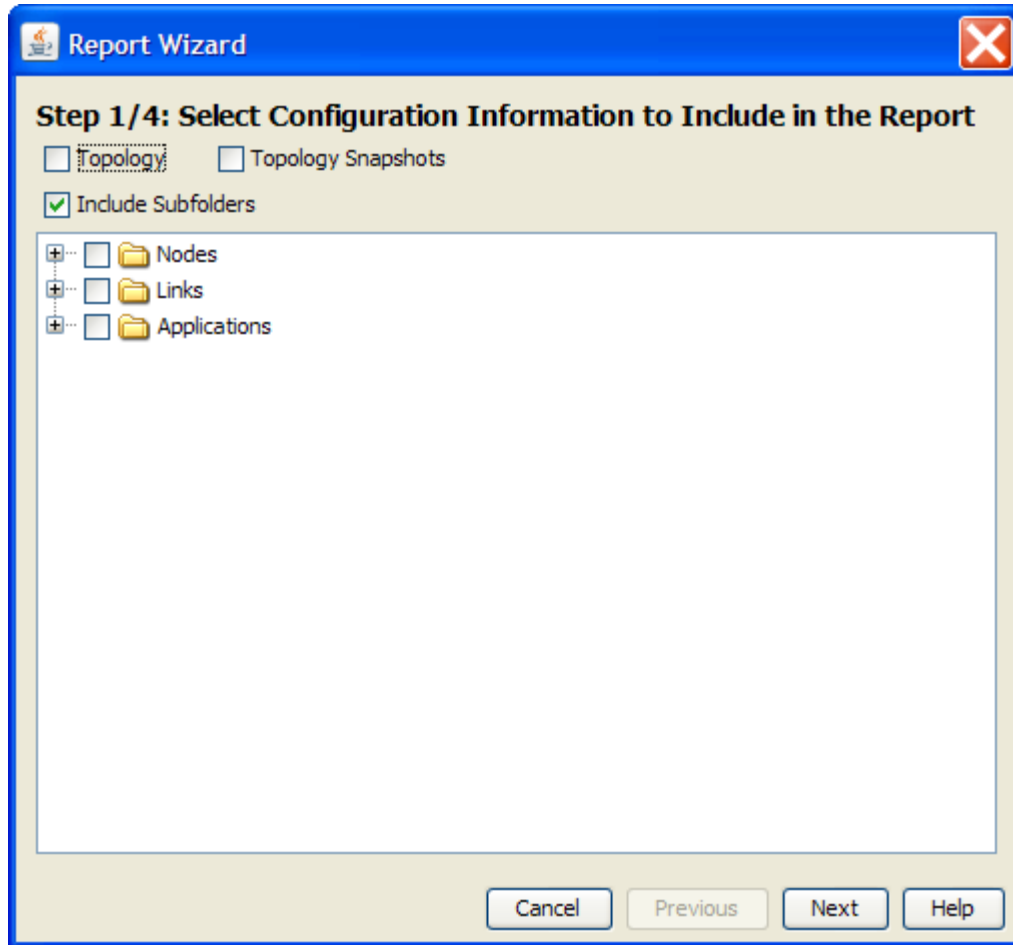 Report Wizard
Step 1/4: Select Configuration Information to Include in the Report
Topology Topology Snapshots
Include Subfolders
Nodes
Links
Applications
Cancel Previous Next Help